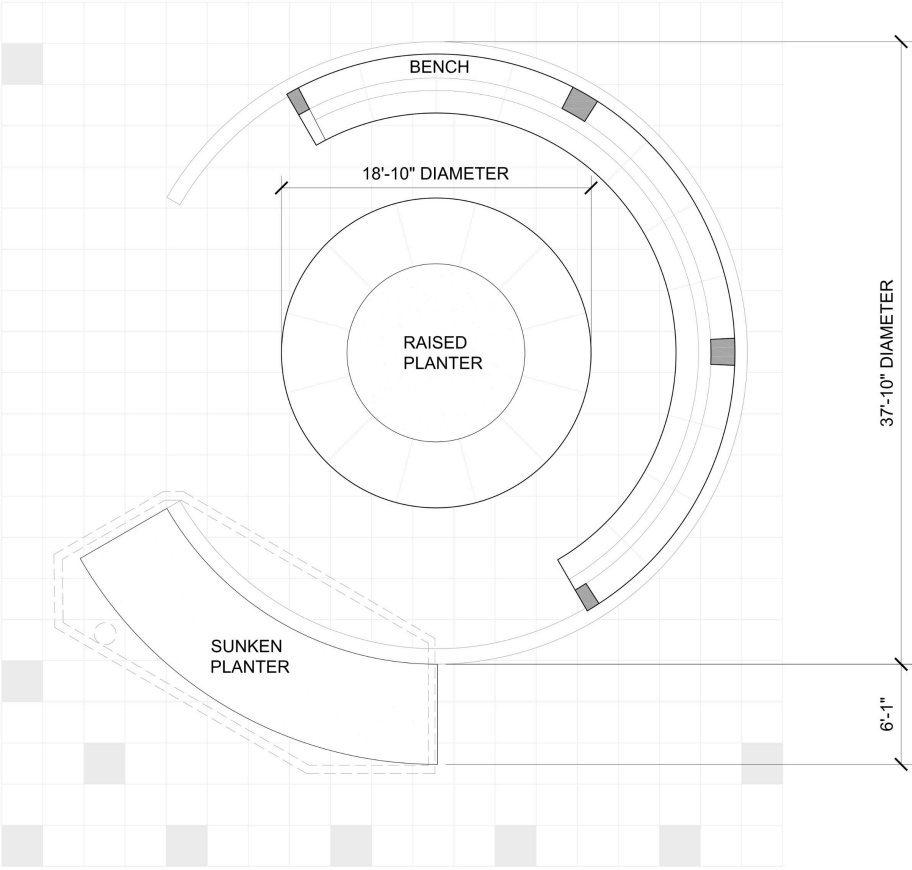 BENCH
18'-10" DIAMETER
RAISED
PLANTER
37'-10" DIAMETER
SUNKEN
PLANTER
6'-1"